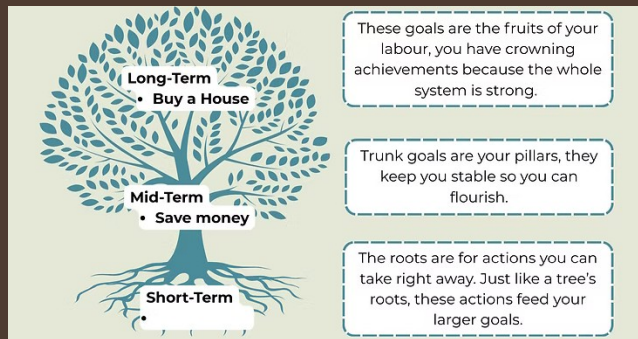 Long-Term
• Buy a House
Mid-Term
• Save money
Short-Term
•
These goals are the fruits of your
labour, you have crowning
achievements because the whole
system is strong.
Trunk goals are your pillars, they
keep you stable so you can
flourish.
The roots are for actions you can
take right away. Just like a tree's
roots, these actions feed your
larger goals.